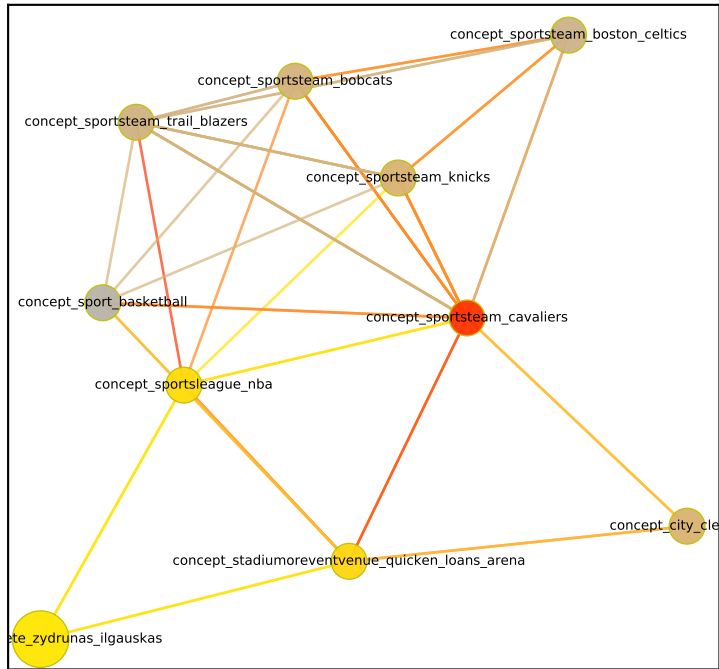 concept_sportsteam_boston_celtics
concept_sportsteam_bobcats
concept_sportsteam_trail_blazers
concept_sportsteam_knicks
concept_sport_basketball
concept_sportsteam_cavaliers
concept_sportsleague_nba
concept_city_cle
concept_stadiumoreventvenue_quicken_loans_arena
ete_zydrunas_ilgauskas